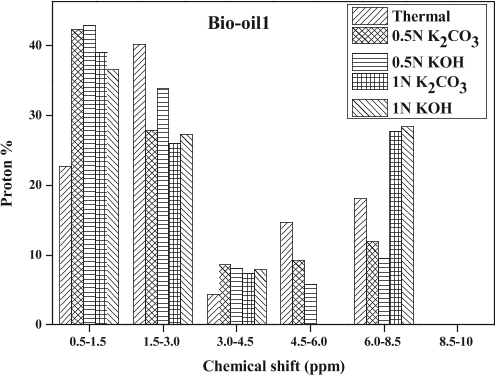 Bio-oil1
Thermal
0.5N K₂CO₃
0.5N KOH
1N K₂CO₃
1N KOH
Proton %
40
30
20
10
0
0.5-1.5
1.5-3.0
3.0-4.5
4.5-6.0
6.0-8.5
8.5-10
Chemical shift (ppm)